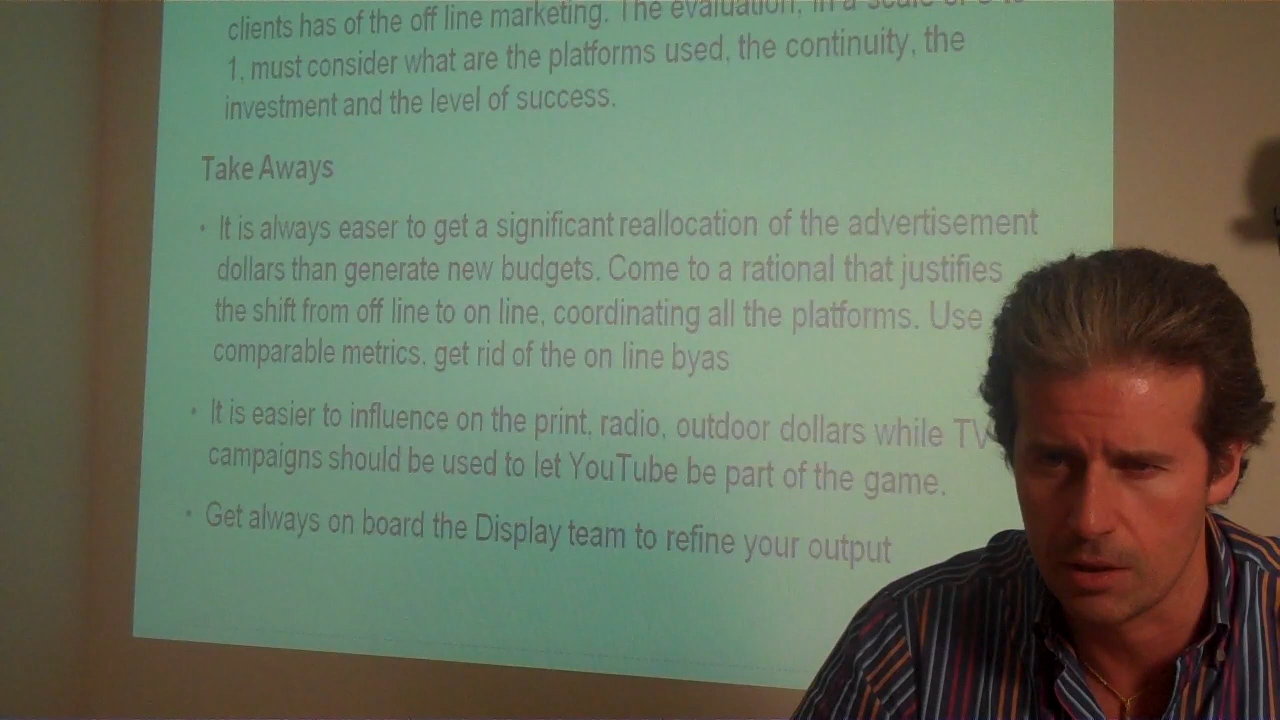 clients has of the off line marketing. The evaluation, in a scale of
1, must consider what are the platforms used, the continuity, the
investment and the level of success.
Take Aways
• It is always easer to get a significant reallocation of the advertisement
dollars than generate new budgets. Come to a rational that justifies
the shift from off line to on line, coordinating all the platforms. Use
comparable metrics. get rid of the on line byas
• It is easier to influence on the print, radio, outdoor dollars while TV
campaigns should be used to let YouTube be part of the game.
• Get always on board the Display team to refine your output